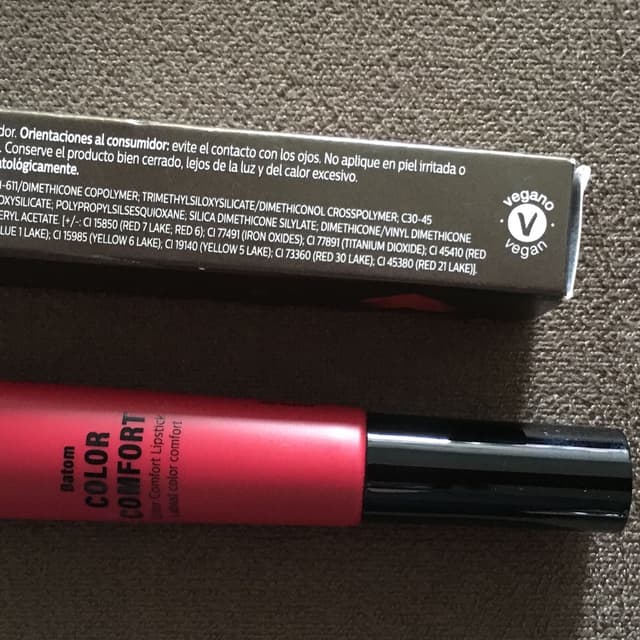 dor. Orientaciones al consumidor: evite el contacto con los ojos. No aplique en piel irritada o
. Conserve el producto bien cerrado, lejos de la luz y del calor excesivo.
atológicamente.
-611/DIMETHICONE COPOLYMER; TRIMETHYLSILOXYSILICATE/DIMETHICONOL CROSSPOLYMER; C30-45
OXYSILICATE; POLYPROPYLSILSESQUIOXANE; SILICA DIMETHICONE SILYLATE; DIMETHICONE/VINYL DIMETHICONE
ERYL ACETATE. [+/-: CI 15850 (RED 7 LAKE, RED 6); CI 77491 (IRON OXIDES); CI 77891 (TITANIUM DIOXIDE); CI 45410 (RED
LUE 1 LAKE); CI 15985 (YELLOW 6 LAKE); CI 19140 (YELLOW 5 LAKE); CI 73360 (RED 30 LAKE); CI 45380 (RED 21 LAKE)].
vegano
V
vegan
Batom
COLOR
COMFORT
Color Comfort Lipstick
Labial color comfort